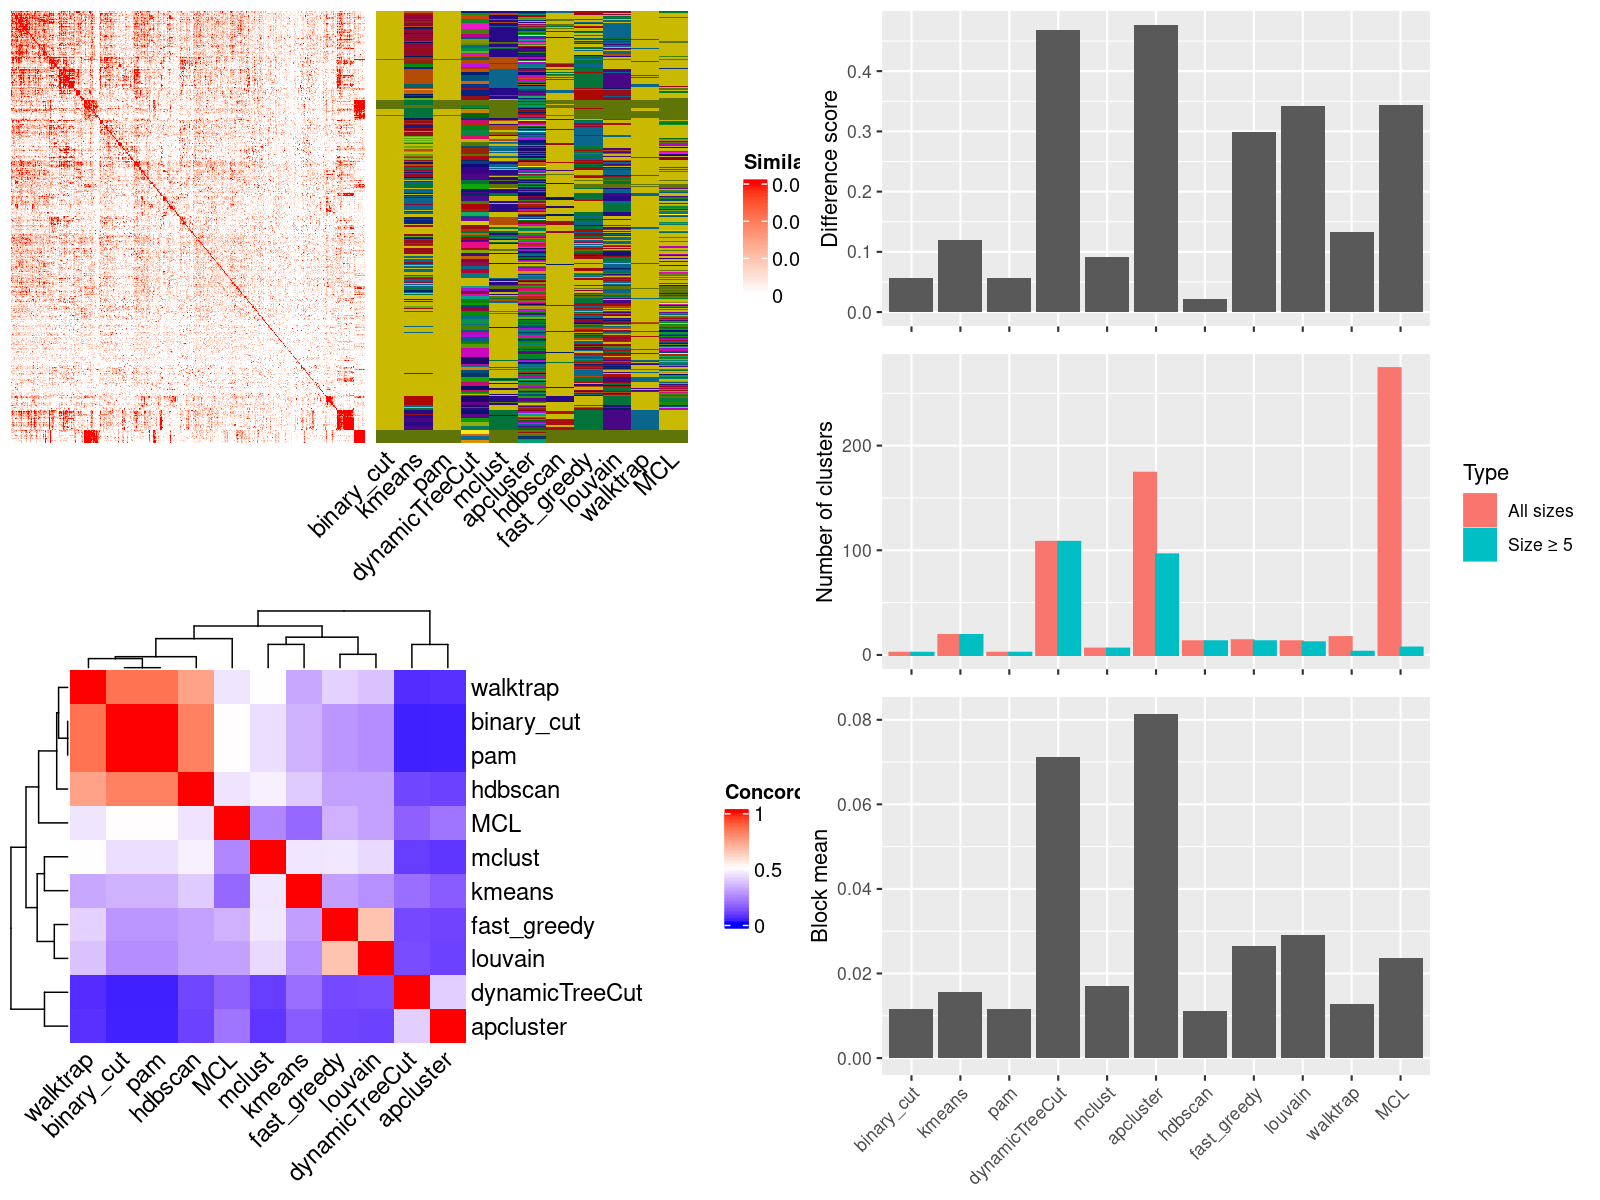 Simila
0.0
0.0
0.0
0
binary_cut
kmeans
pam
dynamicTreeCut
mclust
apcluster
hdbscan
fast_greedy
louvain
walktrap
MCL
walktrap
binary_cut
pam
hdbscan
MCL
mclust
kmeans
fast_greedy
louvain
dynamicTreeCut
apcluster
walktrap
binary_cut
pam
hdbscan
MCL
mclust
kmeans
fast_greedy
louvain
dynamicTreeCut
apcluster
Concord
1
0.5
0
Difference score
0.4
0.3
0.2
0.1
0.0
Number of clusters
200
100
0
Type
All sizes
Size ≥ 5
Block mean
0.08
0.06
0.04
0.02
0.00
binary_cut
kmeans
pam
dynamicTreeCut
mclust
apcluster
hdbscan
fast_greedy
louvain
walktrap
MCL